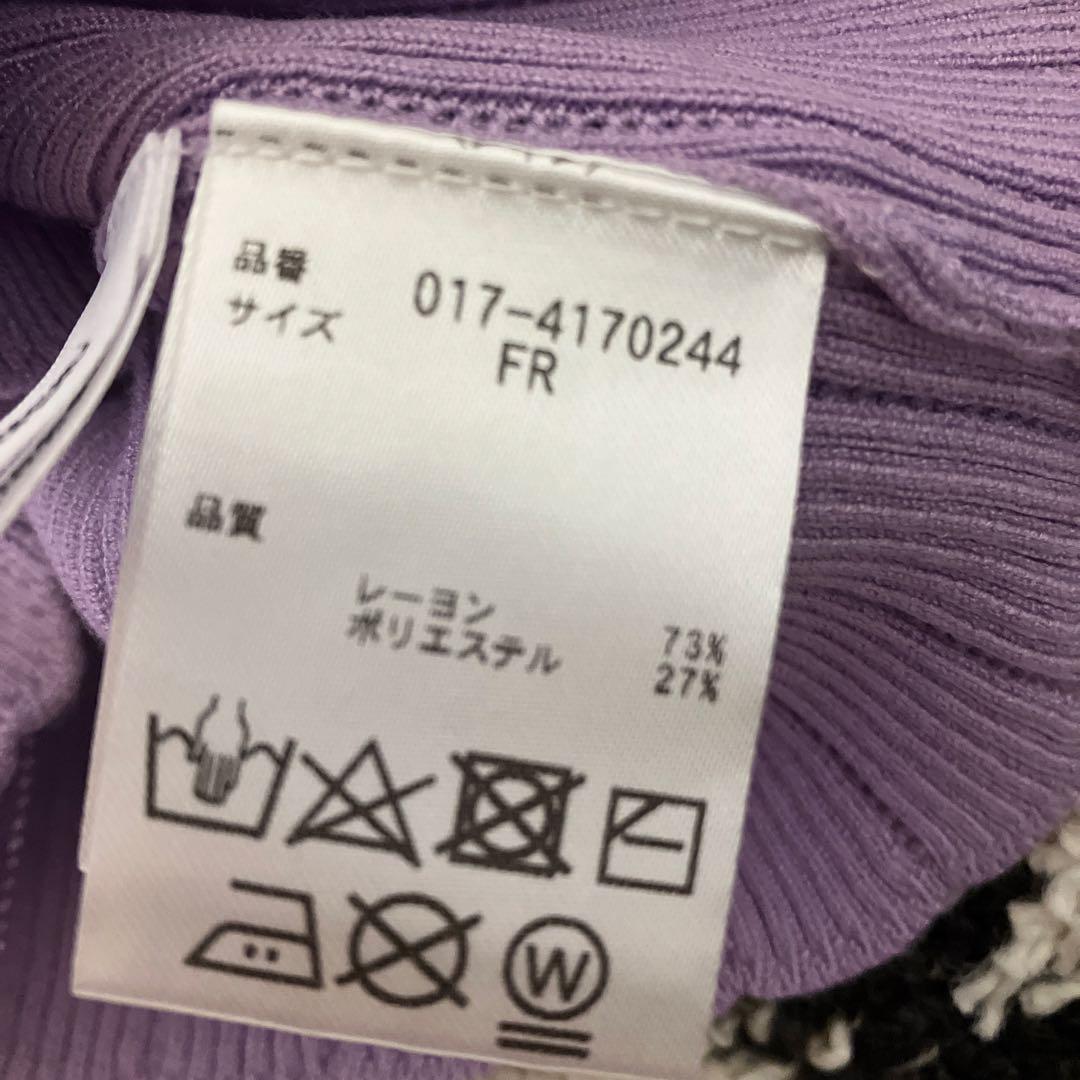 品番 017-4170244
サイズ FR
品質
レーヨン 73%
ポリエステル 27%
W